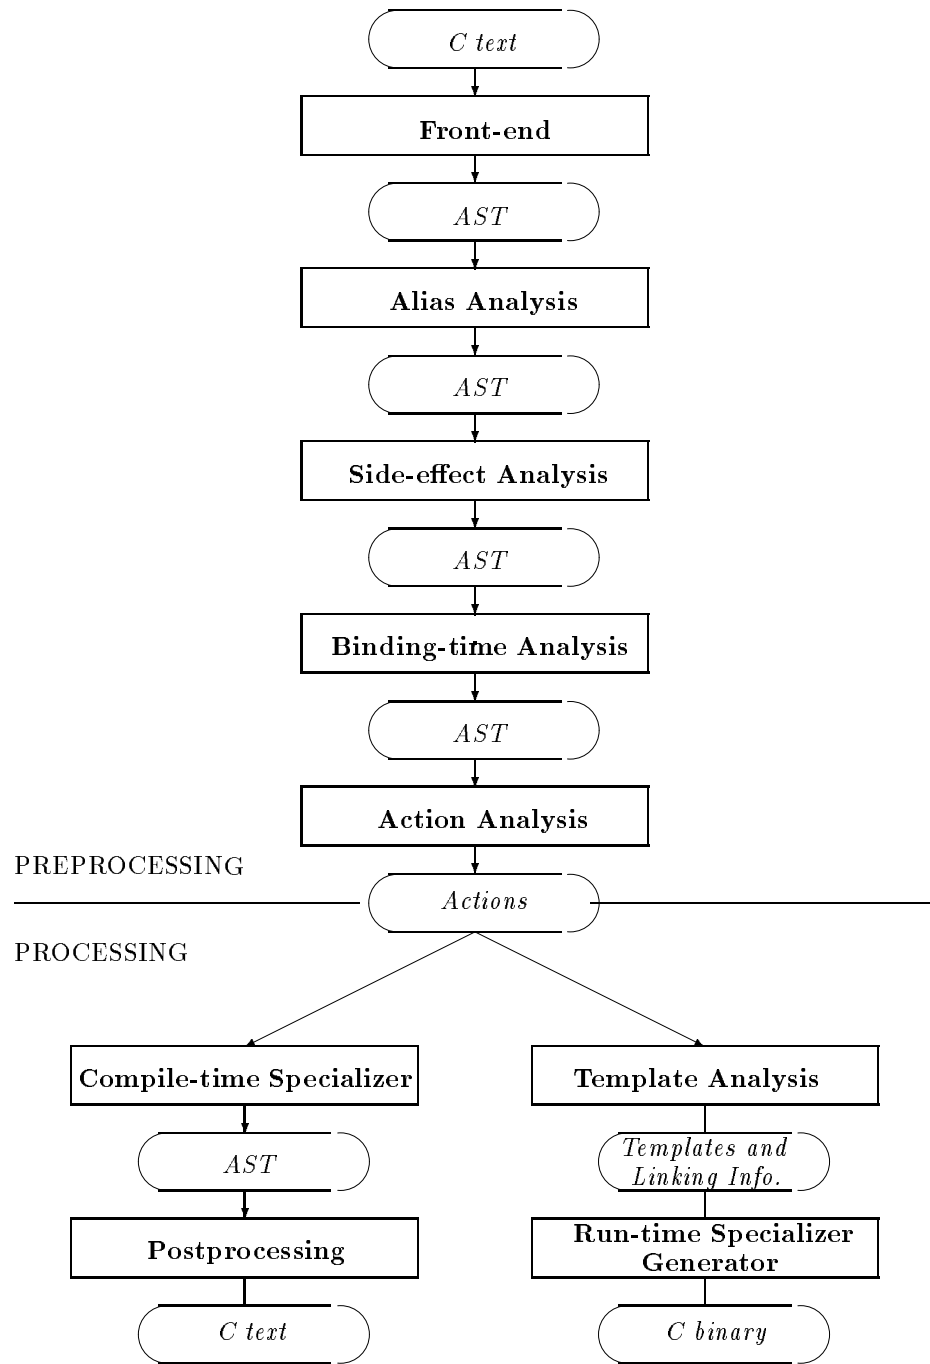 C text
Front-end
AST
Alias Analysis
AST
Side-effect Analysis
AST
Binding-time Analysis
AST
Action Analysis
PREPROCESSING
Actions
PROCESSING
Compile-time Specializer
Template Analysis
AST
Templates and
Linking Info.
Postprocessing
Run-time Specializer
Generator
C text
C binary